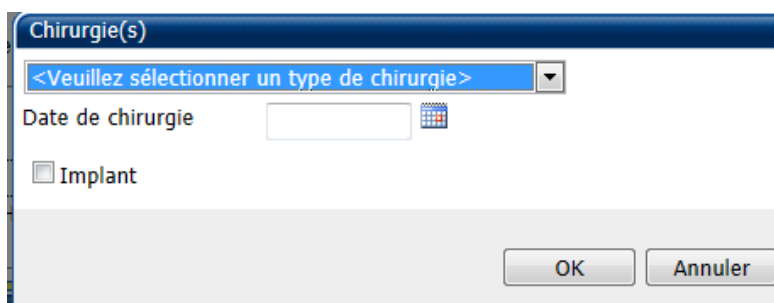 Chirurgie(s)
<Veuillez sélectionner un type de chirurgie>
Date de chirurgie
Implant
OK Annuler